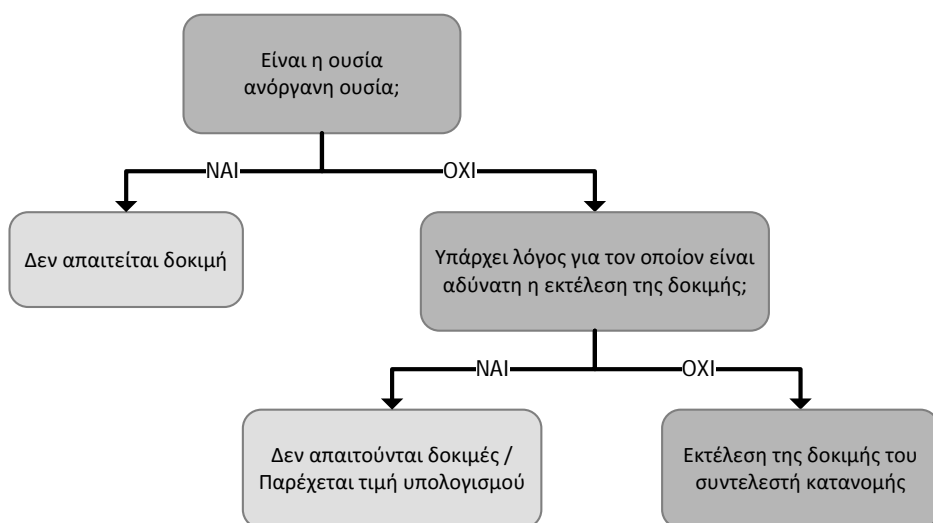 Είναι η ουσία
ανόργανη ουσία;
ΝΑΙ
ΟΧΙ
Δεν απαιτείται δοκιμή
Υπάρχει λόγος για τον οποίον είναι
αδύνατη η εκτέλεση της δοκιμής;
ΝΑΙ
ΟΧΙ
Δεν απαιτούνται δοκιμές /
Παρέχεται τιμή υπολογισμού
Εκτέλεση της δοκιμής του
συντελεστή κατανομής